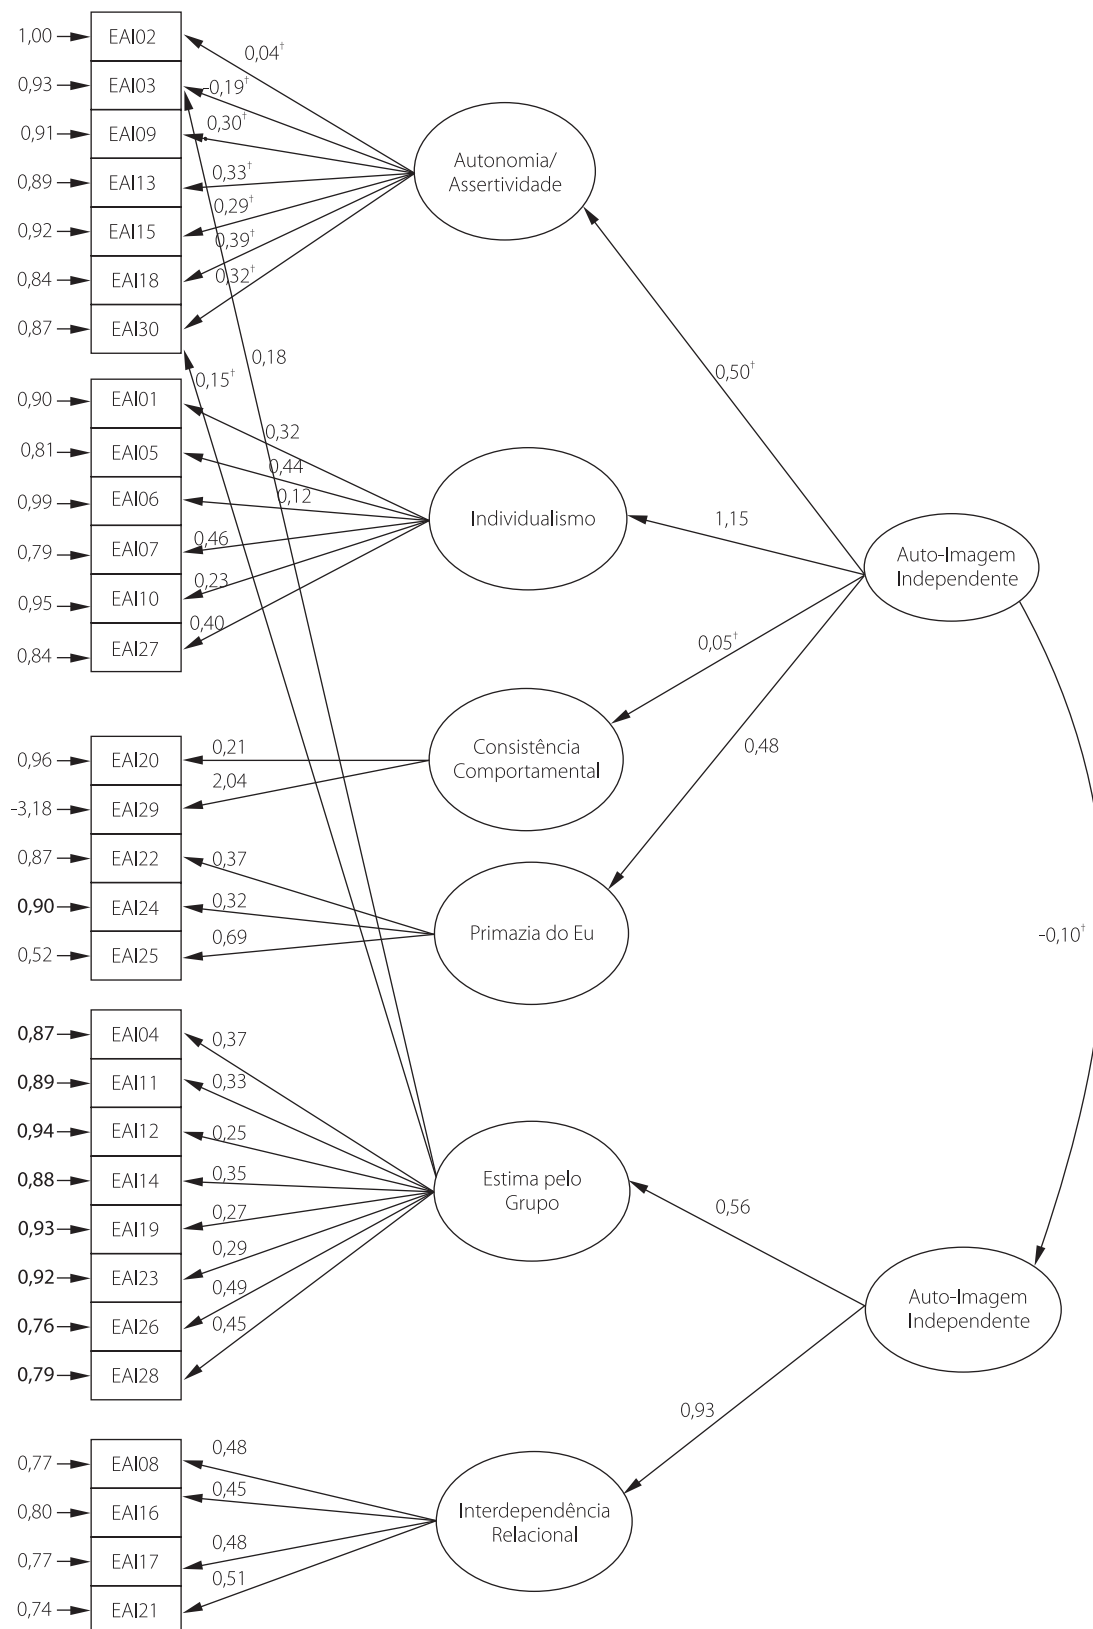 1,00
EAI02
0,04†
0,93
EAI03
-0,19†
0,91
EAI09
0,30†
0,89
EAI13
0,33†
0,92
EAI15
0,29†
0,84
EAI18
0,39†
0,87
EAI30
0,32†
Autonomia/
Assertividade
0,15†
0,18
0,50†
0,90
EAI01
0,32
0,81
EAI05
0,44
0,99
EAI06
0,12
0,79
EAI07
0,46
0,95
EAI10
0,23
0,84
EAI27
0,40
Individualismo
1,15
Auto-Imagem
Independente
0,05†
0,48
0,96
EAI20
0,21
-3,18
EAI29
2,04
Consistência
Comportamental
0,87
EAI22
0,37
0,90
EAI24
0,32
0,52
EAI25
0,69
Primazia do Eu
-0,10†
0,87
EAI04
0,37
0,89
EAI11
0,33
0,94
EAI12
0,25
0,88
EAI14
0,35
0,93
EAI19
0,27
0,92
EAI23
0,29
0,76
EAI26
0,49
0,79
EAI28
0,45
Estima pelo
Grupo
0,56
Auto-Imagem
Independente
0,93
0,77
EAI08
0,48
0,80
EAI16
0,45
0,77
EAI17
0,48
0,74
EAI21
0,51
Interdependência
Relacional